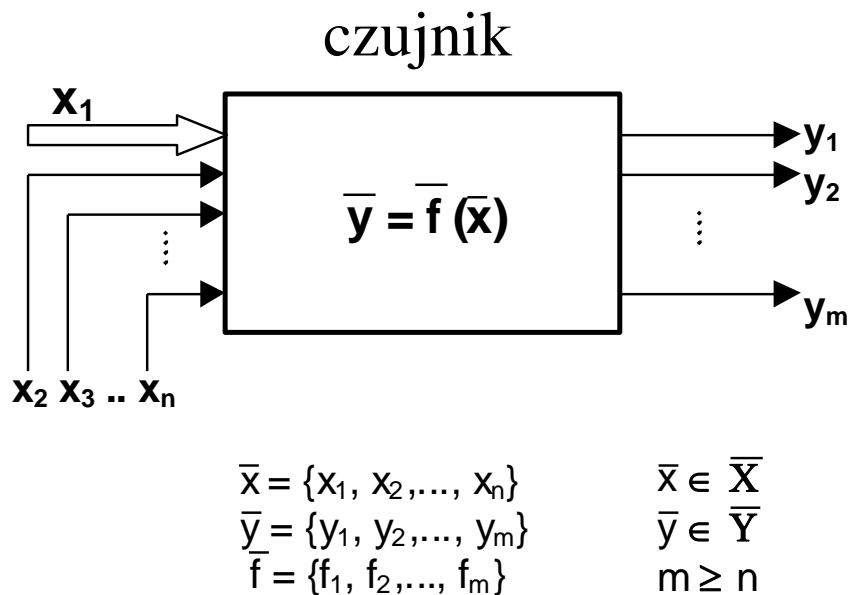 czujnik
x₁
y₁
y₂
y̅ = f̅ (x̅)
yₘ
x₂ x₃ .. xₙ
x̅ = {x₁, x₂,..., xₙ} x̅ ∈ X̅
y̅ = {y₁, y₂,..., yₘ} y̅ ∈ Y̅
f̅ = {f₁, f₂,..., fₘ} m ≥ n